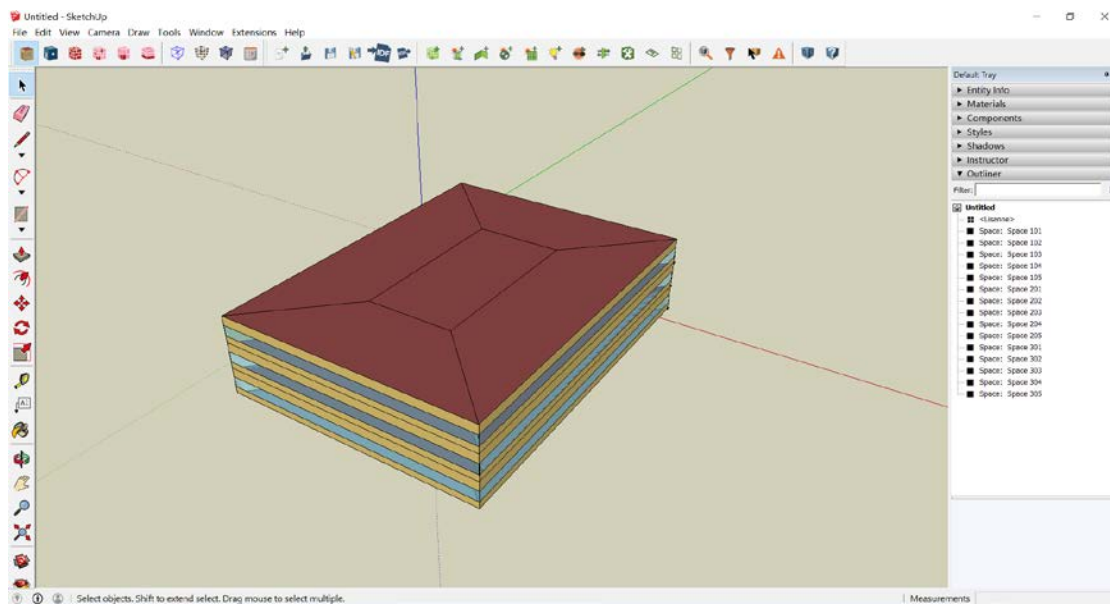 Untitled - SketchUp
File Edit View Camera Draw Tools Window Extensions Help
IDF
Default Tray
Entity Info
Materials
Components
Styles
Shadows
Instructor
Outliner
Filter:
Untitled
<Lisanne>
Space: Space 101
Space: Space 102
Space: Space 103
Space: Space 104
Space: Space 105
Space: Space 201
Space: Space 202
Space: Space 203
Space: Space 204
Space: Space 205
Space: Space 301
Space: Space 302
Space: Space 303
Space: Space 304
Space: Space 305
Select objects. Shift to extend select. Drag mouse to select multiple.
Measurements